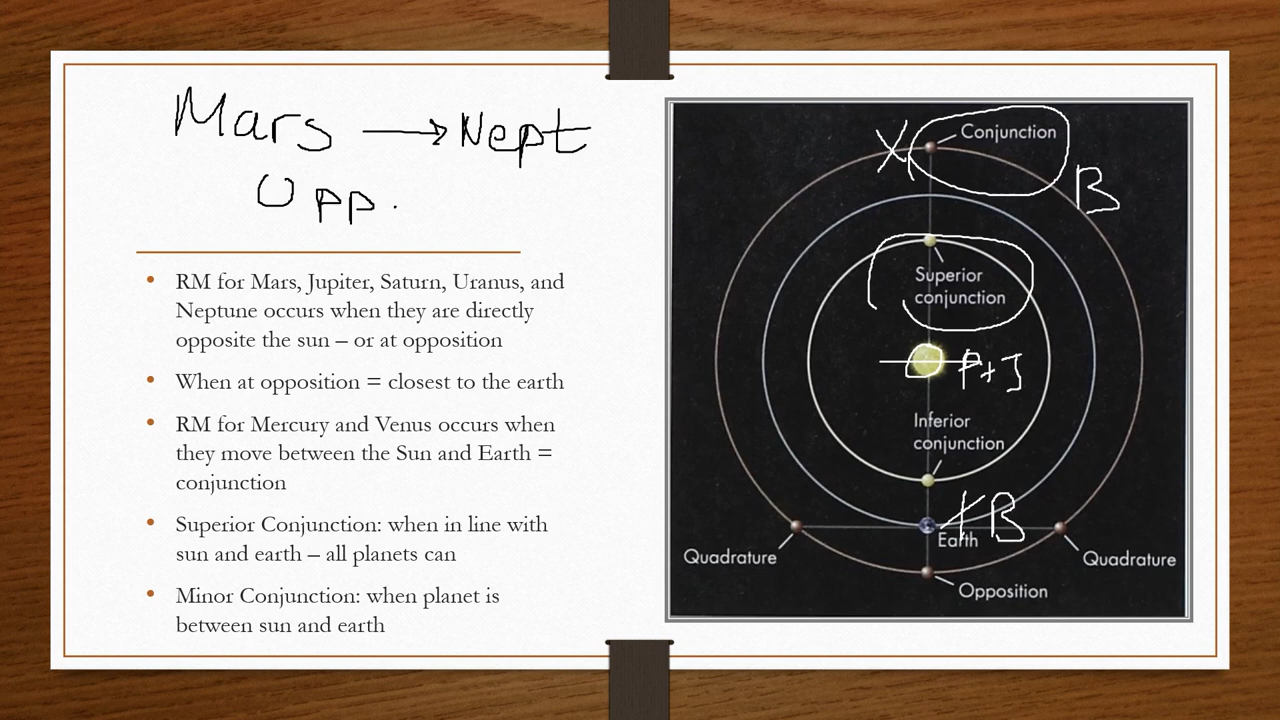 Mars → Nept
Opp.
RM for Mars, Jupiter, Saturn, Uranus, and
Neptune occurs when they are directly
opposite the sun – or at opposition
When at opposition = closest to the earth
RM for Mercury and Venus occurs when
they move between the Sun and Earth =
conjunction
Superior Conjunction: when in line with
sun and earth – all planets can
Minor Conjunction: when planet is
between sun and earth
X
Conjunction
B
Superior
conjunction
P+J
Inferior
conjunction
B
Earth
Quadrature
Quadrature
Opposition